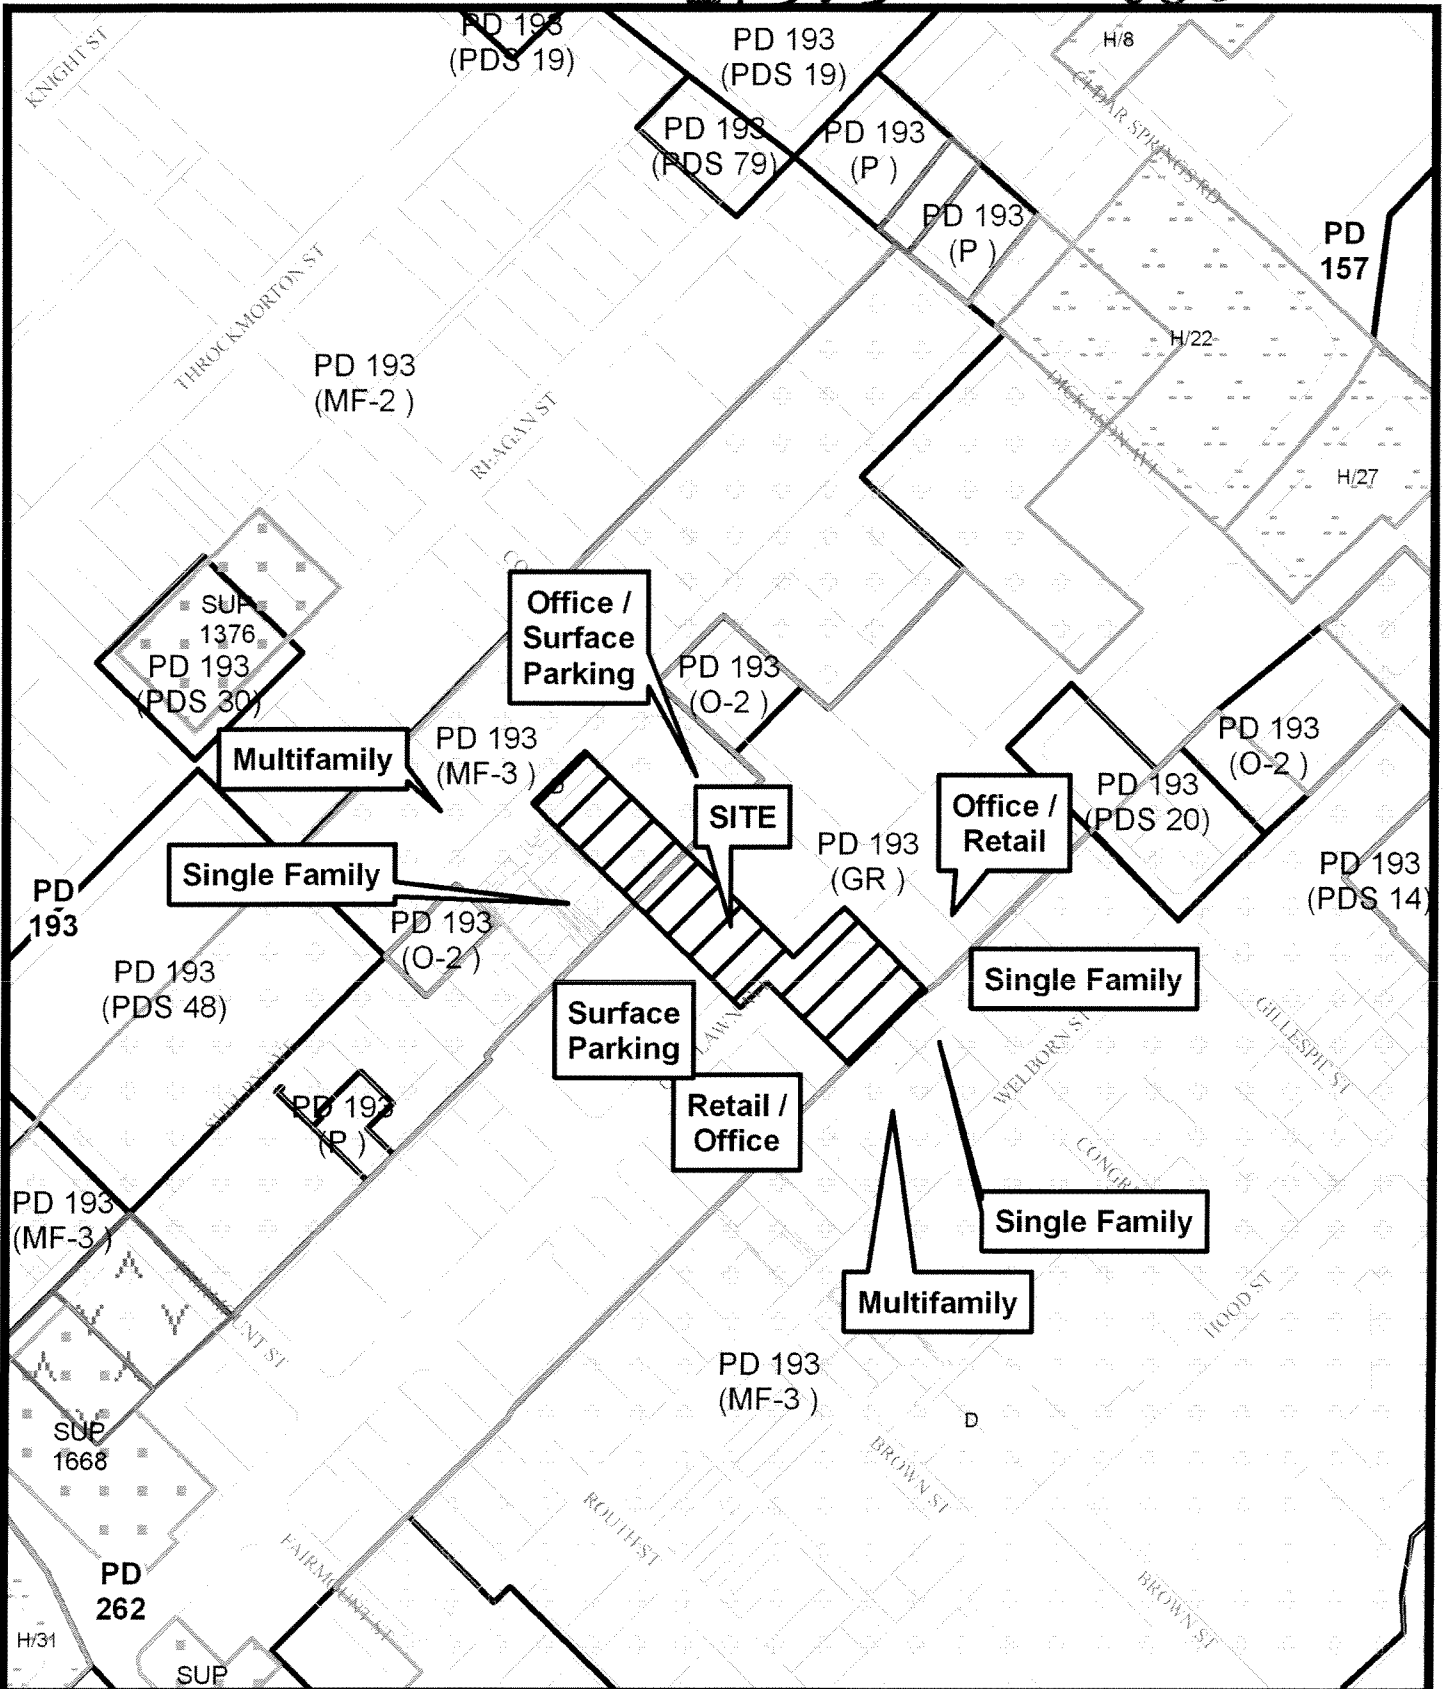 KNIGHT ST
PD 193
(PDS 19)
PD 193
(PDS 19)
H/8
CEDAR SPRINGS RD
PD 193
(PDS 79)
PD 193
(P )
PD 193
(P )
PD
157
THROCKMORTON ST
H/22
PD 193
(MF-2 )
REAGAN ST
DICKASON AVE
H/27
SUP
1376
PD 193
(PDS 30)
Office /
Surface
Parking
PD 193
(O-2 )
PD 193
(O-2 )
Multifamily
PD 193
(MF-3 )
SITE
Office /
Retail
PD 193
(PDS 20)
Single Family
PD 193
(GR )
PD 193
(PDS 14)
PD
193
PD 193
(O-2 )
PD 193
(PDS 48)
Single Family
Surface
Parking
LAWN
WELBORN ST
GILLESPIE ST
PD 193
(P )
Retail /
Office
PD 193
(MF-3 )
Single Family
Multifamily
HOOD ST
PD 193
(MF-3 )
D
SUP
1668
BROWN ST
ROUTH ST
FAIRMOUNT ST
PD
262
BROWN ST
H/31
SUP